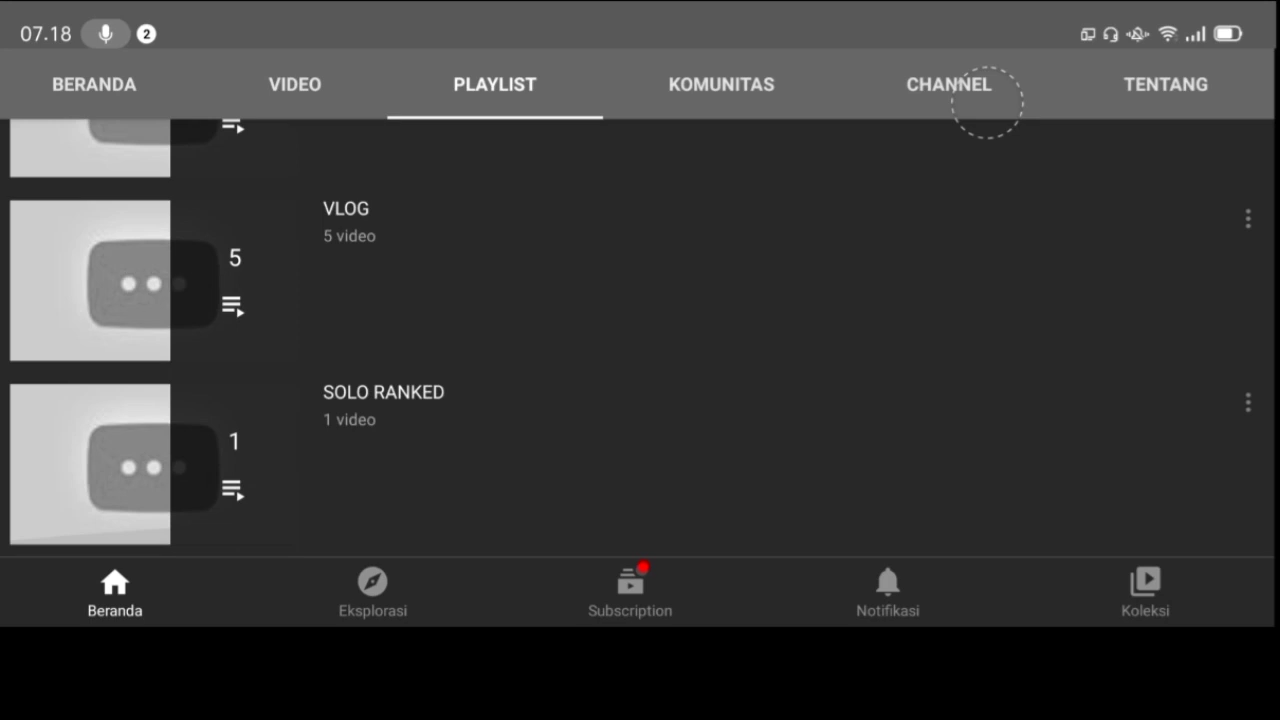 07.18 2
BERANDA VIDEO PLAYLIST KOMUNITAS CHANNEL TENTANG
VLOG
5 video
5
SOLO RANKED
1 video
1
Beranda Eksplorasi Subscription Notifikasi Koleksi